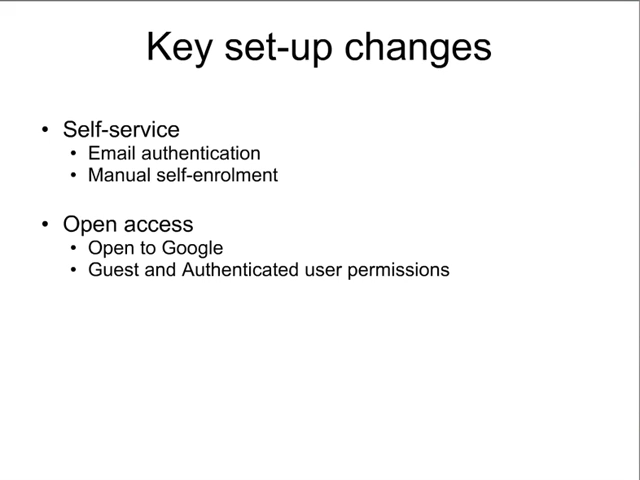 Key set-up changes
• Self-service
• Email authentication
• Manual self-enrolment
• Open access
• Open to Google
• Guest and Authenticated user permissions